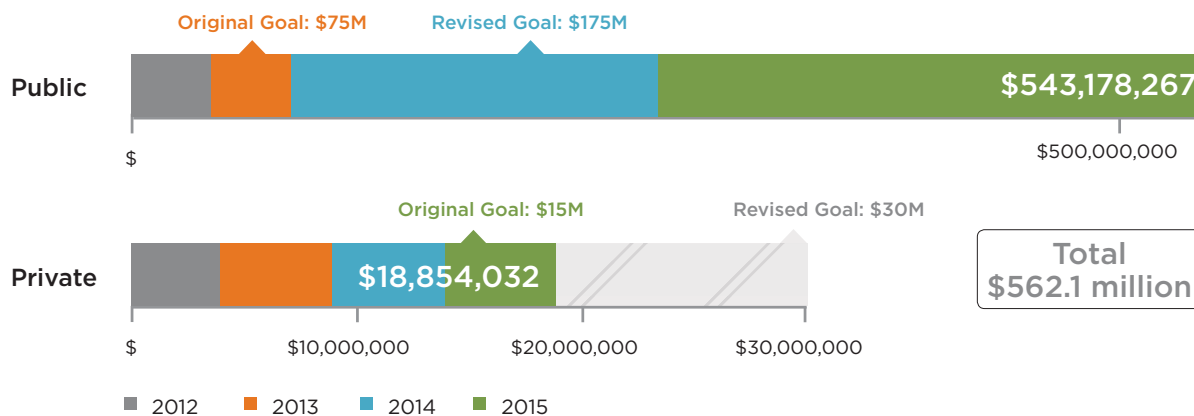 Original Goal: $75M
Revised Goal: $175M
Public
$543,178,267
$
$500,000,000
Original Goal: $15M
Revised Goal: $30M
Private
$18,854,032
Total
$562.1 million
$
$10,000,000
$20,000,000
$30,000,000
2012
2013
2014
2015